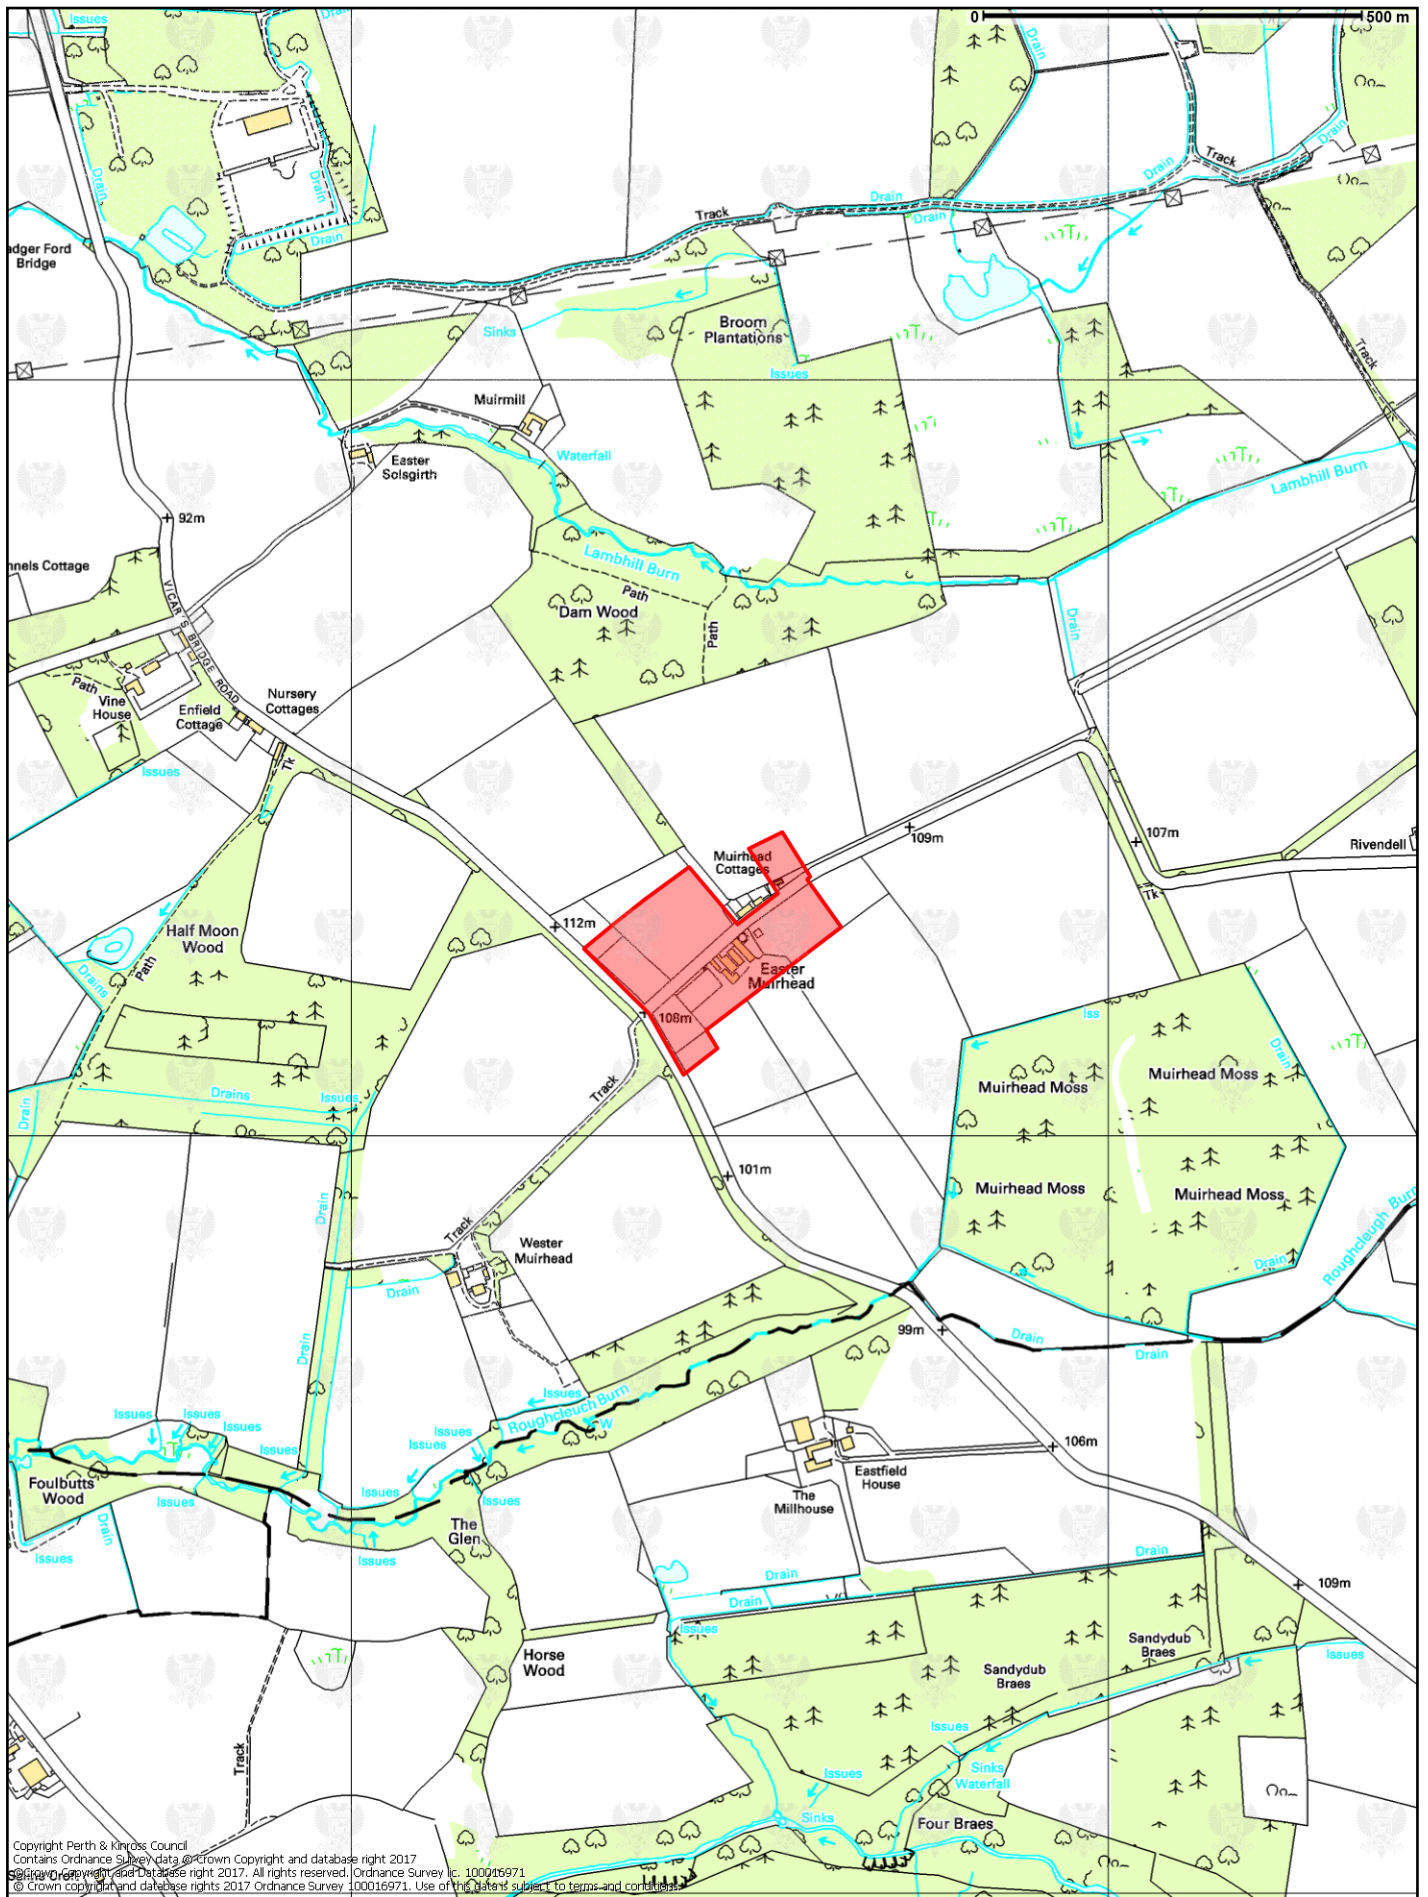 Issues
0
500 m
Drain
Drain
Drain
Track
Drain
Drain
Drain
Drain
Track
Drain
Drain
adger Ford
Bridge
Sinks
Broom
Plantations
Issues
Track
Muirmill
Waterfall
Easter
Solsgirth
Lambhill Burn
92m
nnels Cottage
Lambhill Burn
Path
Dam Wood
Path
Drain
VICAR'S BRIDGE ROAD
Path
Vine
House
Enfield
Cottage
Nursery
Cottages
Tk
Issues
109m
107m
Rivendell
Muirhead
Cottages
Tk
112m
Half Moon
Wood
Path
Drains
Easter
Muirhead
108m
Iss
Drain
Muirhead Moss
Muirhead Moss
Track
Drains
Issues
Drain
101m
Muirhead Moss
Muirhead Moss
Drain
Track
Wester
Muirhead
Drain
Drain
Roughcleugh Burn
99m
Drain
Drain
Drain
Issues
Roughcleuch Burn
W
Issues
Issues
Issues
Issues
Issues
Issues
106m
Foulbutts
Wood
Issues
Issues
Issues
Eastfield
House
The
Millhouse
Drain
Issues
The
Glen
Issues
Drain
Drain
Drain
109m
Issues
Horse
Wood
Sandydub
Braes
Sandydub
Braes
Issues
Issues
Track
Issues
Sinks
Waterfall
Sinks
Four Braes
Copyright Perth & Kinross Council
Contains Ordnance Survey data © Crown Copyright and database right 2017
©Crown Copyright and Database right 2017. All rights reserved. Ordnance Survey lic. 100016971
© Crown copyright and database rights 2017 Ordnance Survey 100016971. Use of this data is subject to terms and conditions.